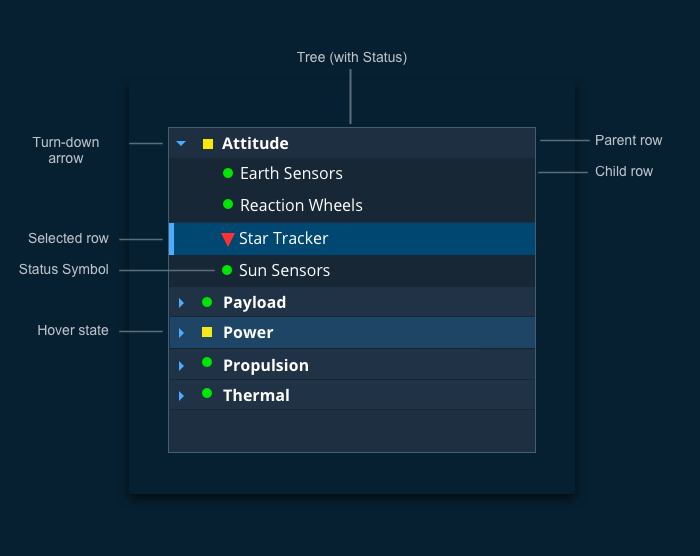 Tree (with Status)
Turn-down
arrow
Attitude
Parent row
Earth Sensors
Child row
Reaction Wheels
Selected row
Star Tracker
Status Symbol
Sun Sensors
Payload
Hover state
Power
Propulsion
Thermal